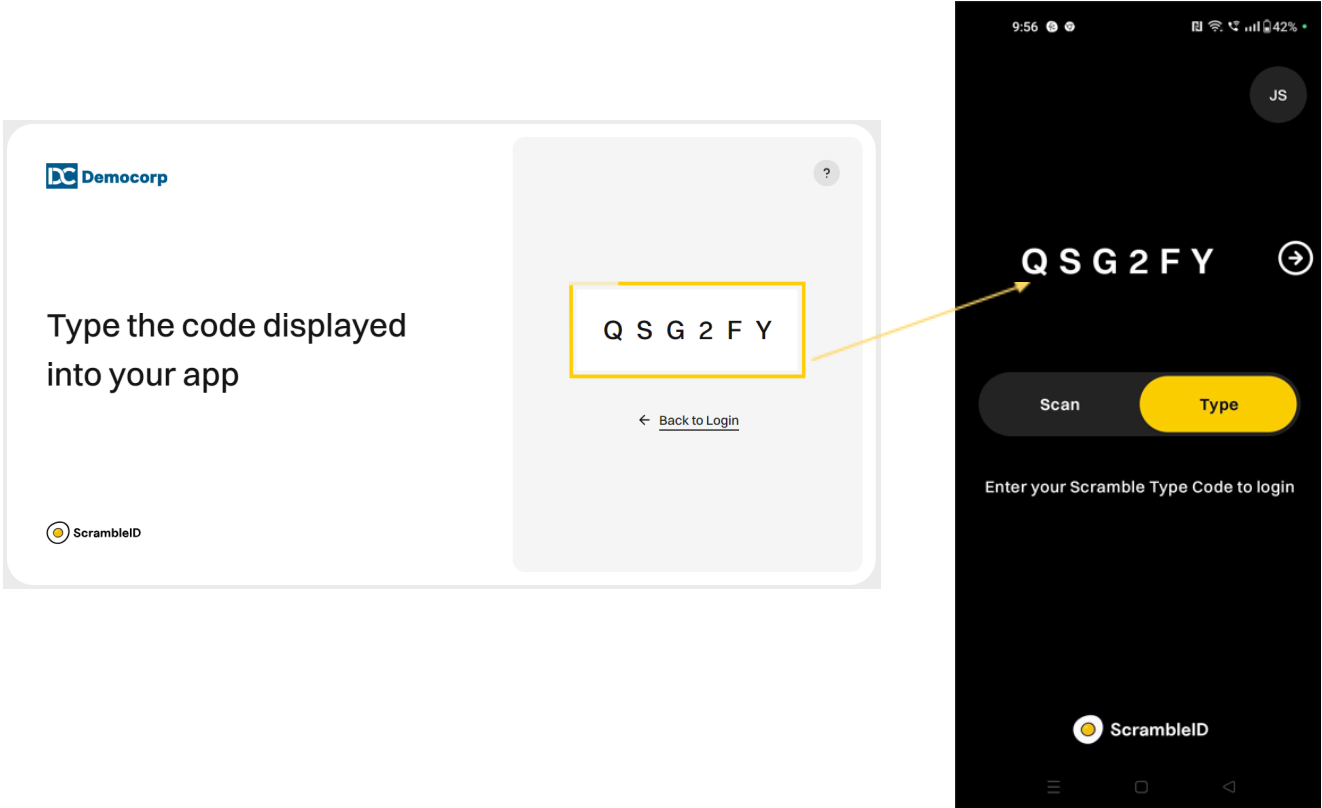 DC Democorp
?
Type the code displayed
into your app
Q S G 2 F Y
← Back to Login
ScrambleID
9:56
42%
JS
Q S G 2 F Y
Scan
Type
Enter your Scramble Type Code to login
ScrambleID